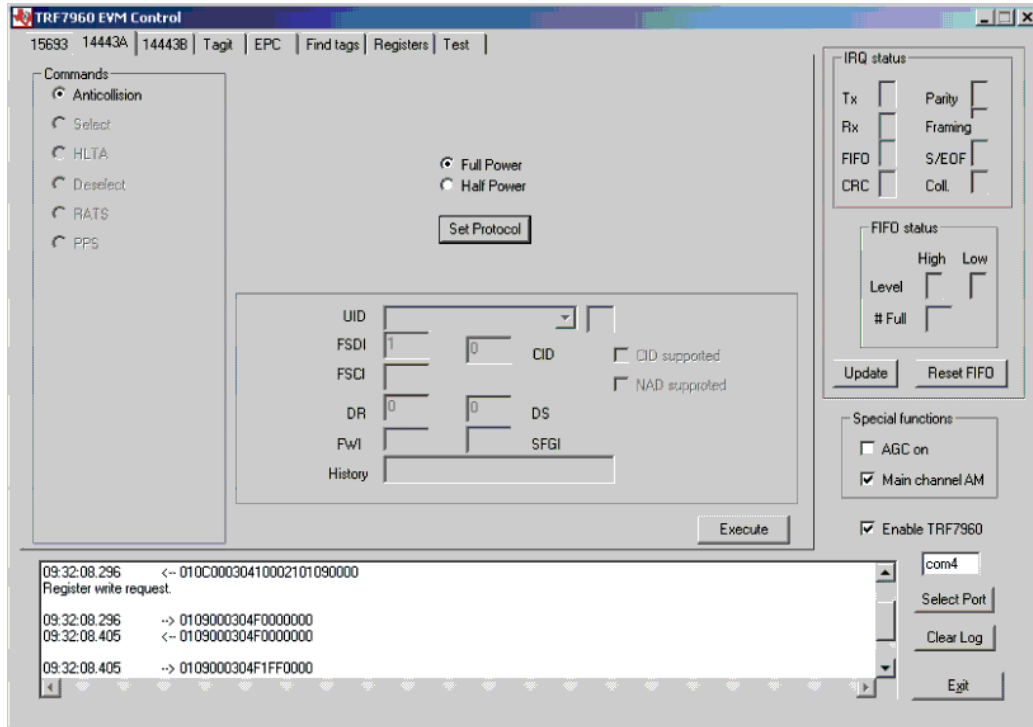 TRF7960 EVM Control
15693 14443A 14443B Tagit EPC Find tags Registers Test
Commands
Anticollision
Select
HLTA
Deselect
RATS
PPS
Full Power
Half Power
Set Protocol
UID
FSDI 1 0 CID CID supported
FSCI NAD supproted
DR 0 0 DS
FWI SFGI
History
Execute
IRQ status
Tx Parity
Rx Framing
FIFO S/EOF
CRC Coll.
FIFO status
High Low
Level
# Full
Update Reset FIFO
Special functions
AGC on
Main channel AM
Enable TRF7960
com4
Select Port
Clear Log
Exit
09:32:08.296 <-- 010C00030410002101090000
Register write request.
09:32:08.296 --> 0109000304F0000000
09:32:08.405 <-- 0109000304F0000000
09:32:08.405 --> 0109000304F1FF0000